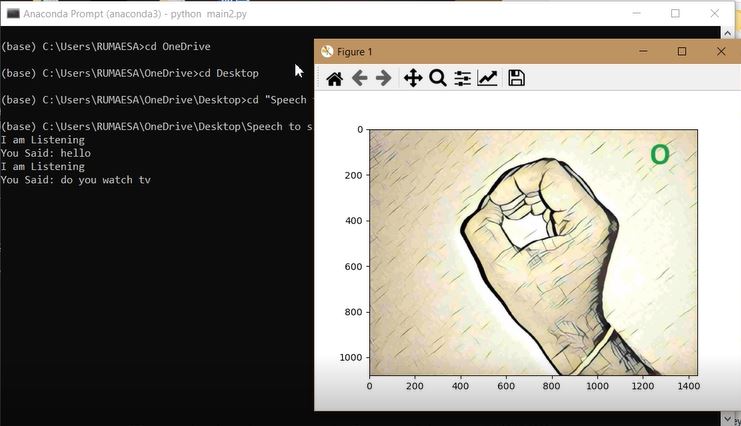 Anaconda Prompt (anaconda3) - python main2.py
(base) C:\Users\RUMAESA>cd OneDrive
(base) C:\Users\RUMAESA\OneDrive>cd Desktop
(base) C:\Users\RUMAESA\OneDrive\Desktop>cd "Speech
(base) C:\Users\RUMAESA\OneDrive\Desktop\Speech to s
I am Listening
You Said: hello
I am Listening
You Said: do you watch tv
Figure 1
O
0
200
400
600
800
1000
0 200 400 600 800 1000 1200 1400